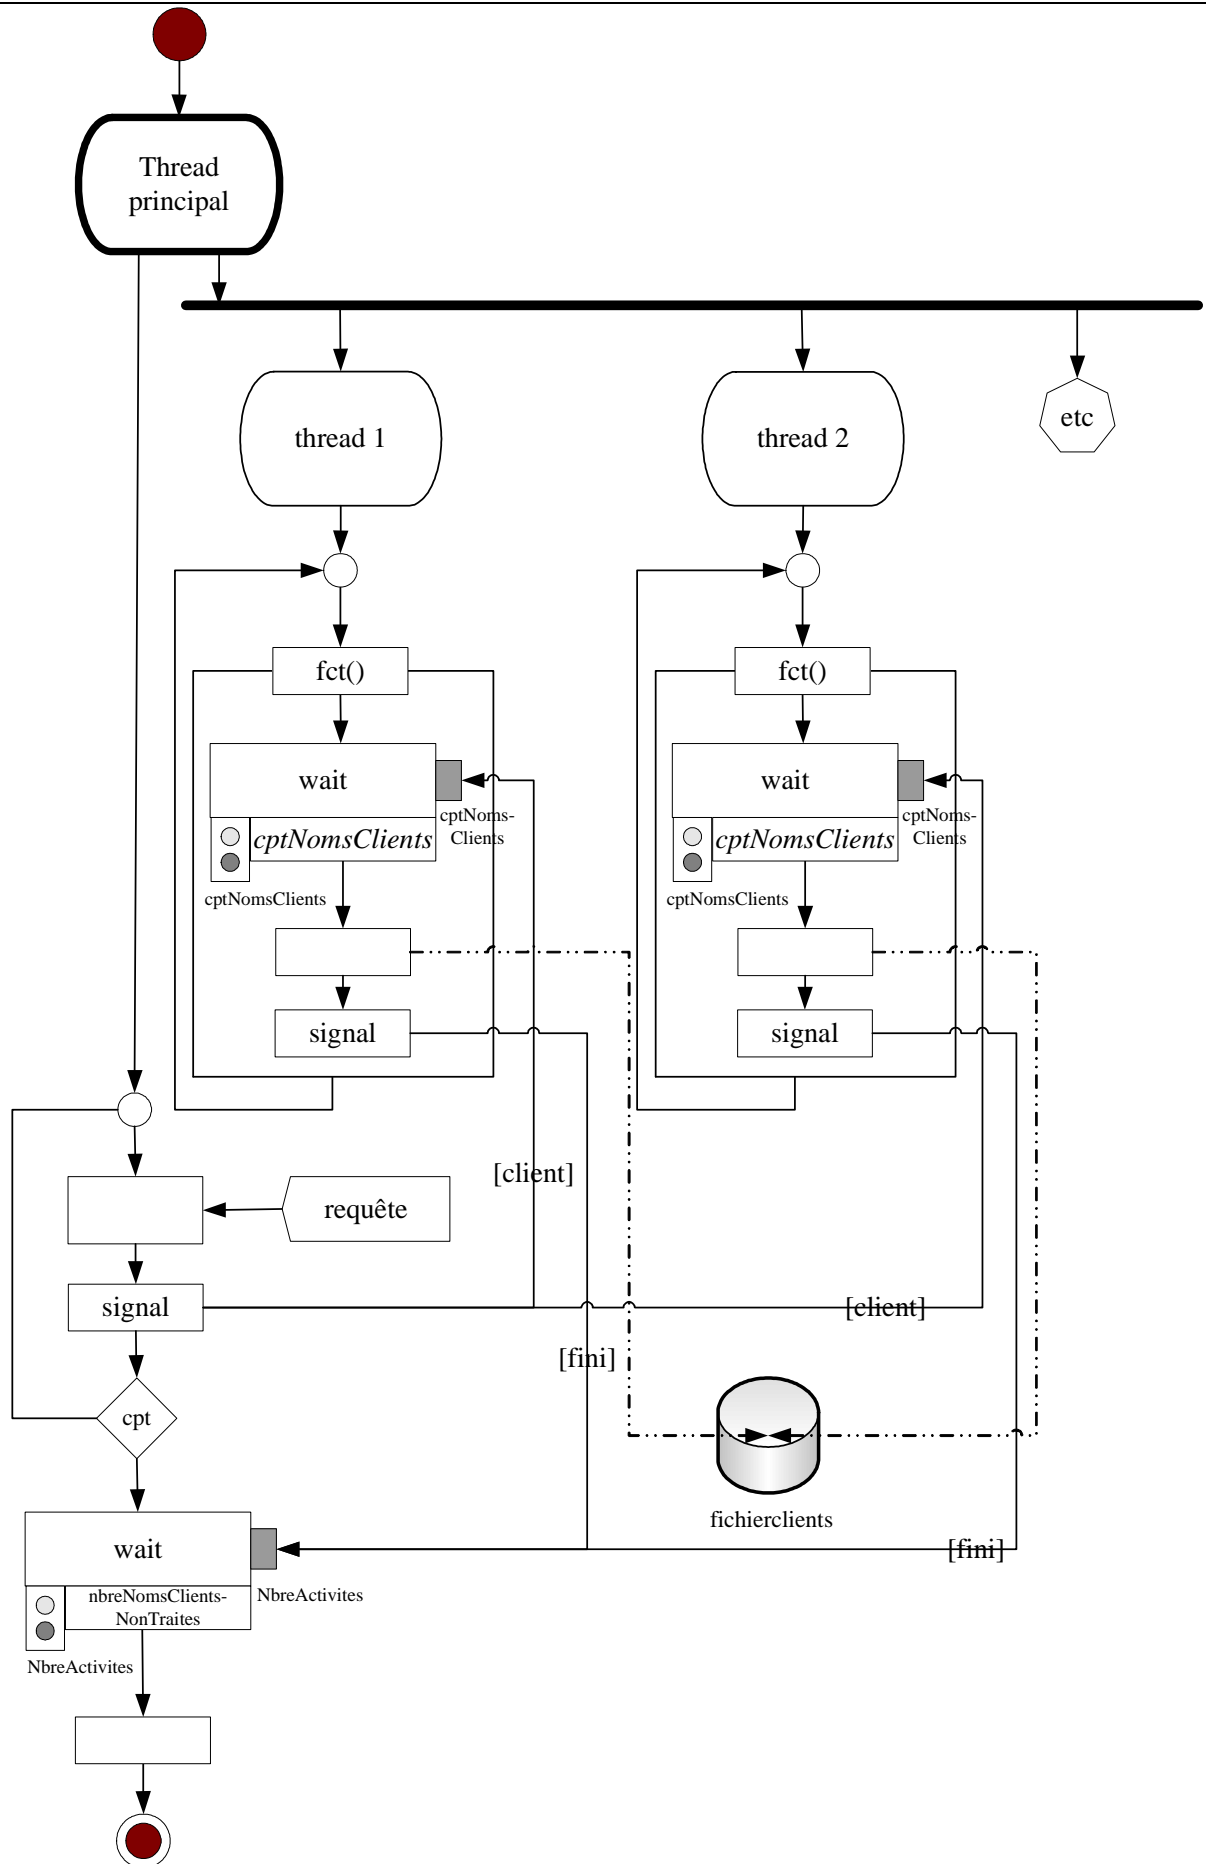 Thread
principal
thread 1
thread 2
etc
fct()
fct()
wait
wait
cptNoms-
Clients
cptNoms-
Clients
cptNomsClients
cptNomsClients
cptNomsClients
cptNomsClients
signal
signal
[client]
requête
signal
[client]
[fini]
cpt
fichierclients
wait
[fini]
nbreNomsClients-
NonTraites
NbreActivites
NbreActivites